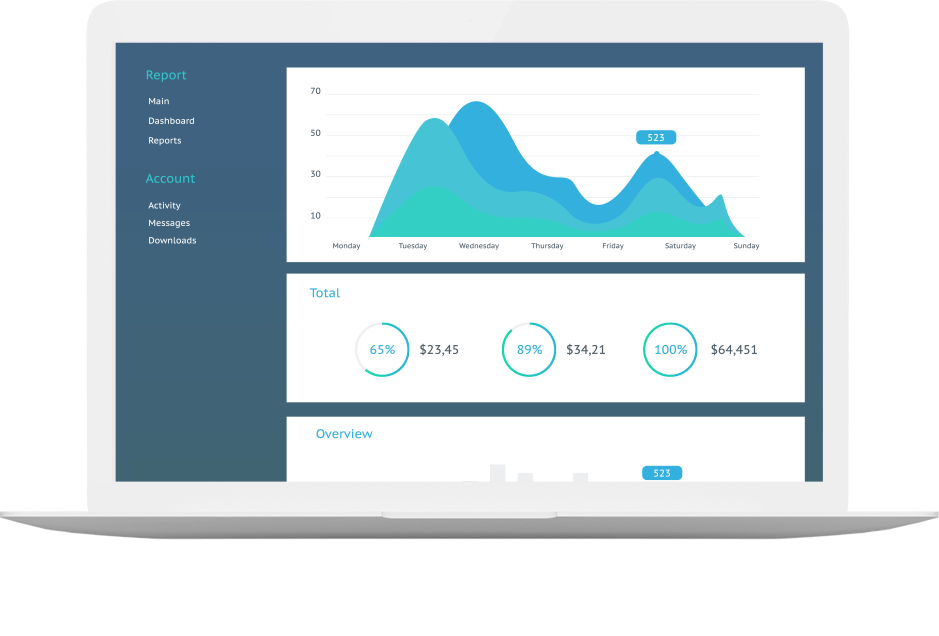 Report
Main
Dashboard
Reports
Account
Activity
Messages
Downloads
70
50
30
10
523
Monday Tuesday Wednesday Thursday Friday Saturday Sunday
Total
65% $23,45 89% $34,21 100% $64,451
Overview
523